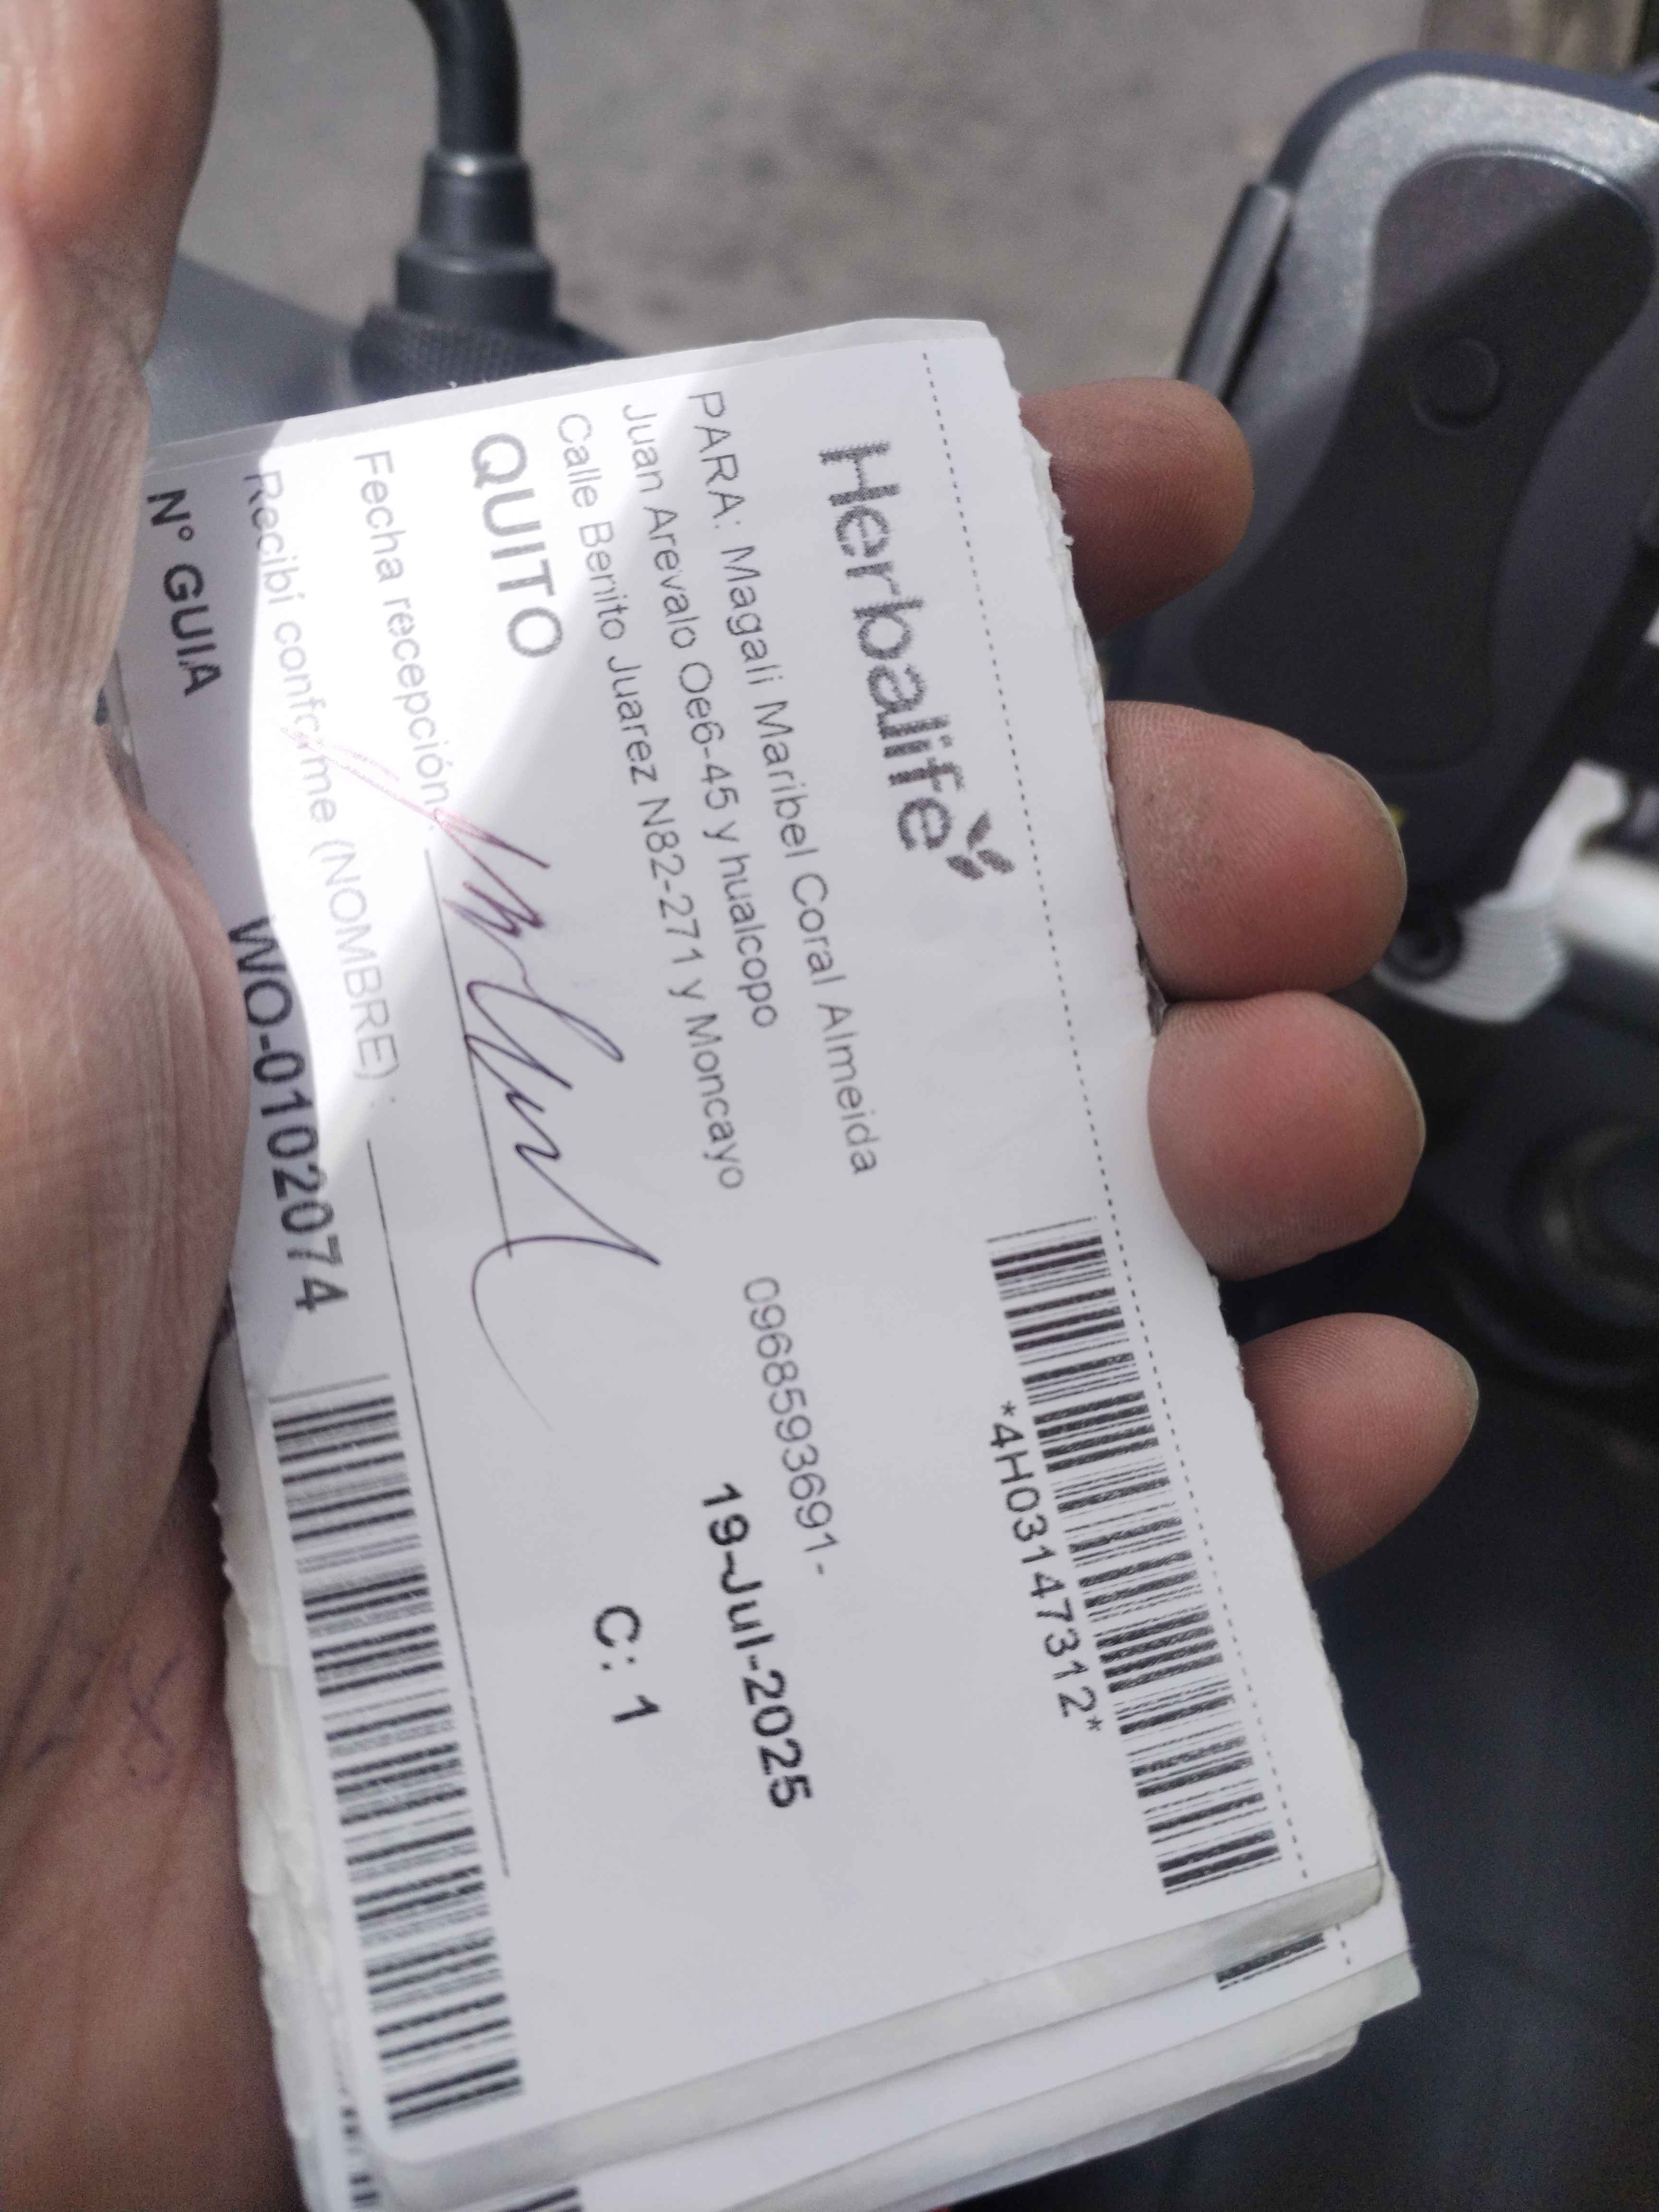 Herbalife
*4H03147312*
PARA: Magali Maribel Coral Almeida
Juan Arevalo Oe6-45 y hualcopo
0968593691-
Calle Benito Juarez N82-271 y Moncayo
19-Jul-2025
QUITO
C: 1
Fecha recepción:
Recibí conforme (NOMBRE) :
N° GUIA
WO-0102074